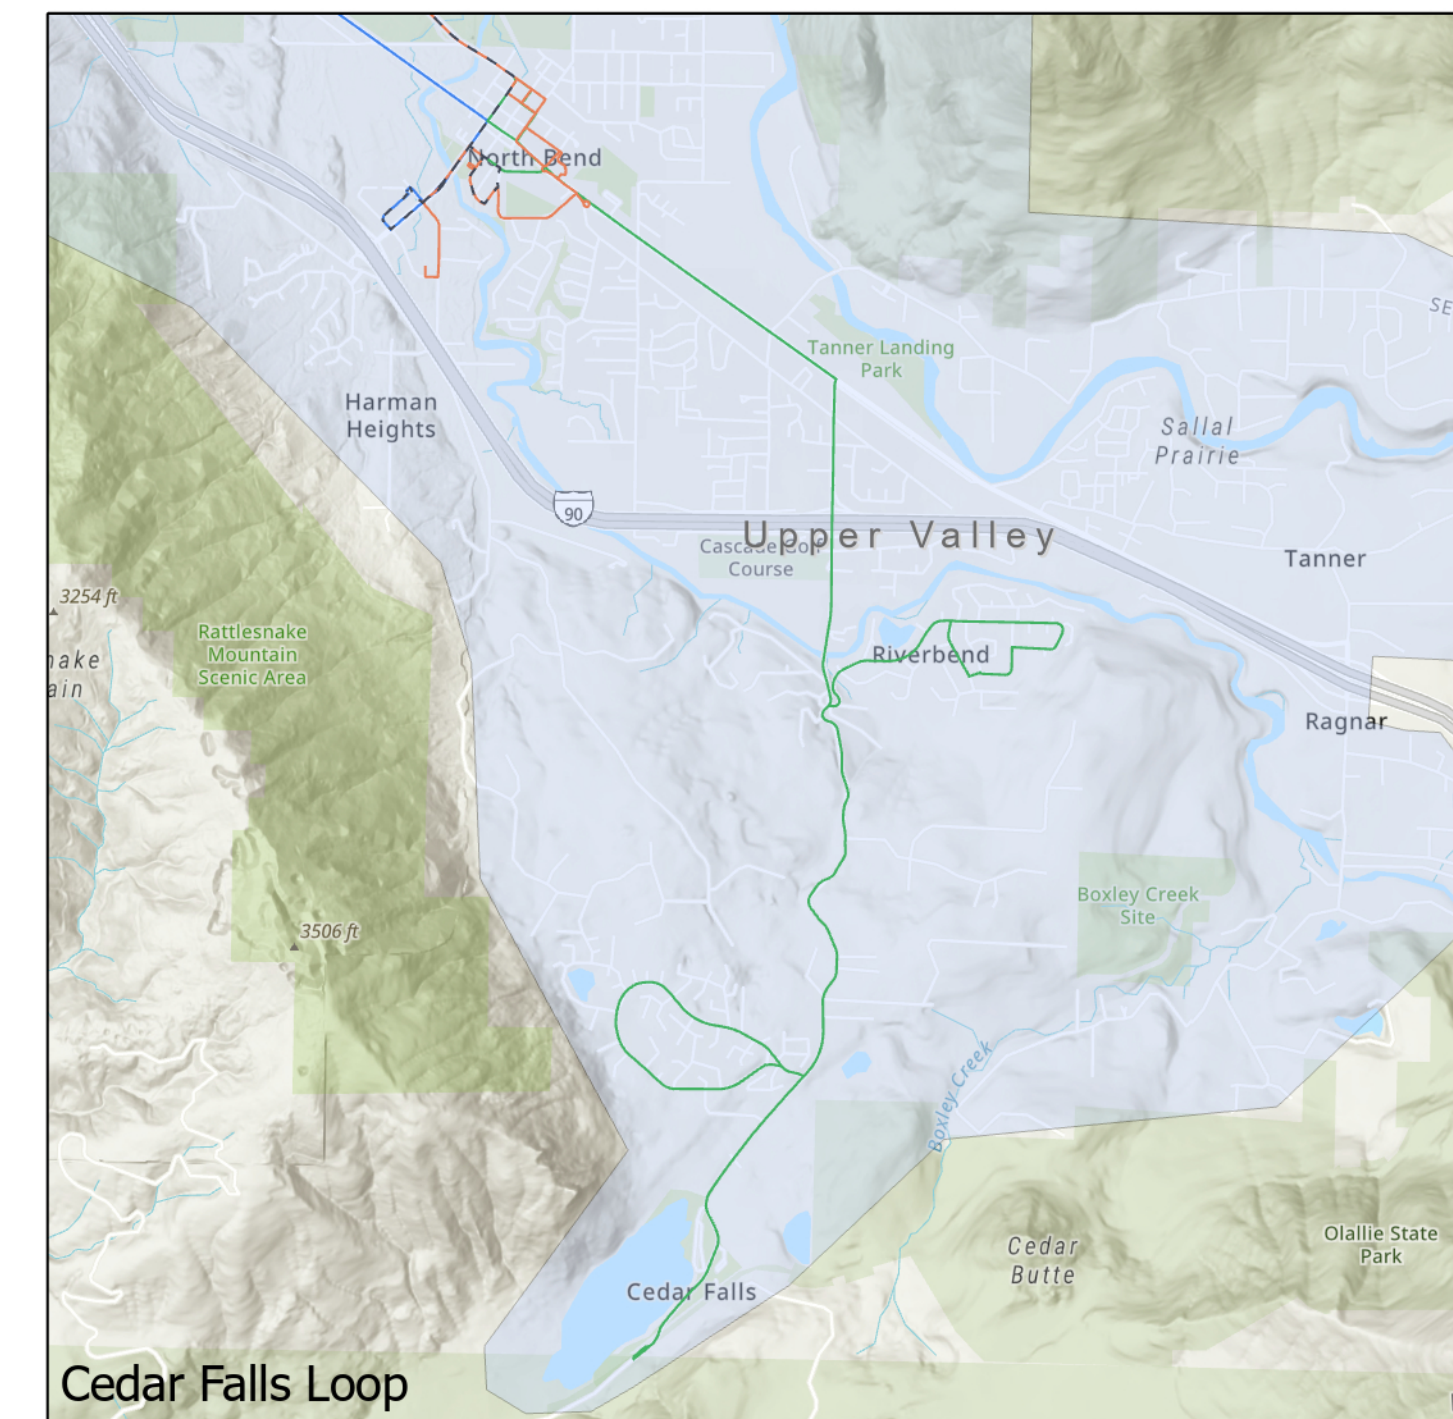 North Bend
SE
Tanner Landing
Park
Harman
Heights
Sallal
Prairie
90
Upper Valley
Cascade Golf
Course
Tanner
3254 ft
Rattlesnake
Mountain
Scenic Area
nake
ain
Riverbend
Ragnar
Boxley Creek
Site
3506 ft
Boxley Creek
Cedar
Butte
Olallie State
Park
Cedar Falls
Cedar Falls Loop